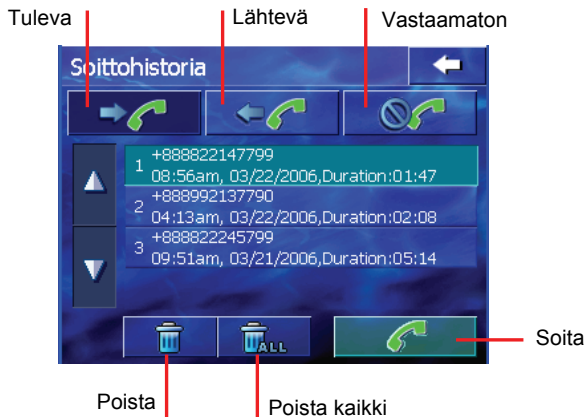 Tuleva
Lähtevä
Vastaamaton
Soittohistoria
1 +888822147799
08:56am, 03/22/2006,Duration:01:47
2 +888992137790
04:13am, 03/22/2006,Duration:02:08
3 +888822245799
09:51am, 03/21/2006,Duration:05:14
ALL
Soita
Poista
Poista kaikki